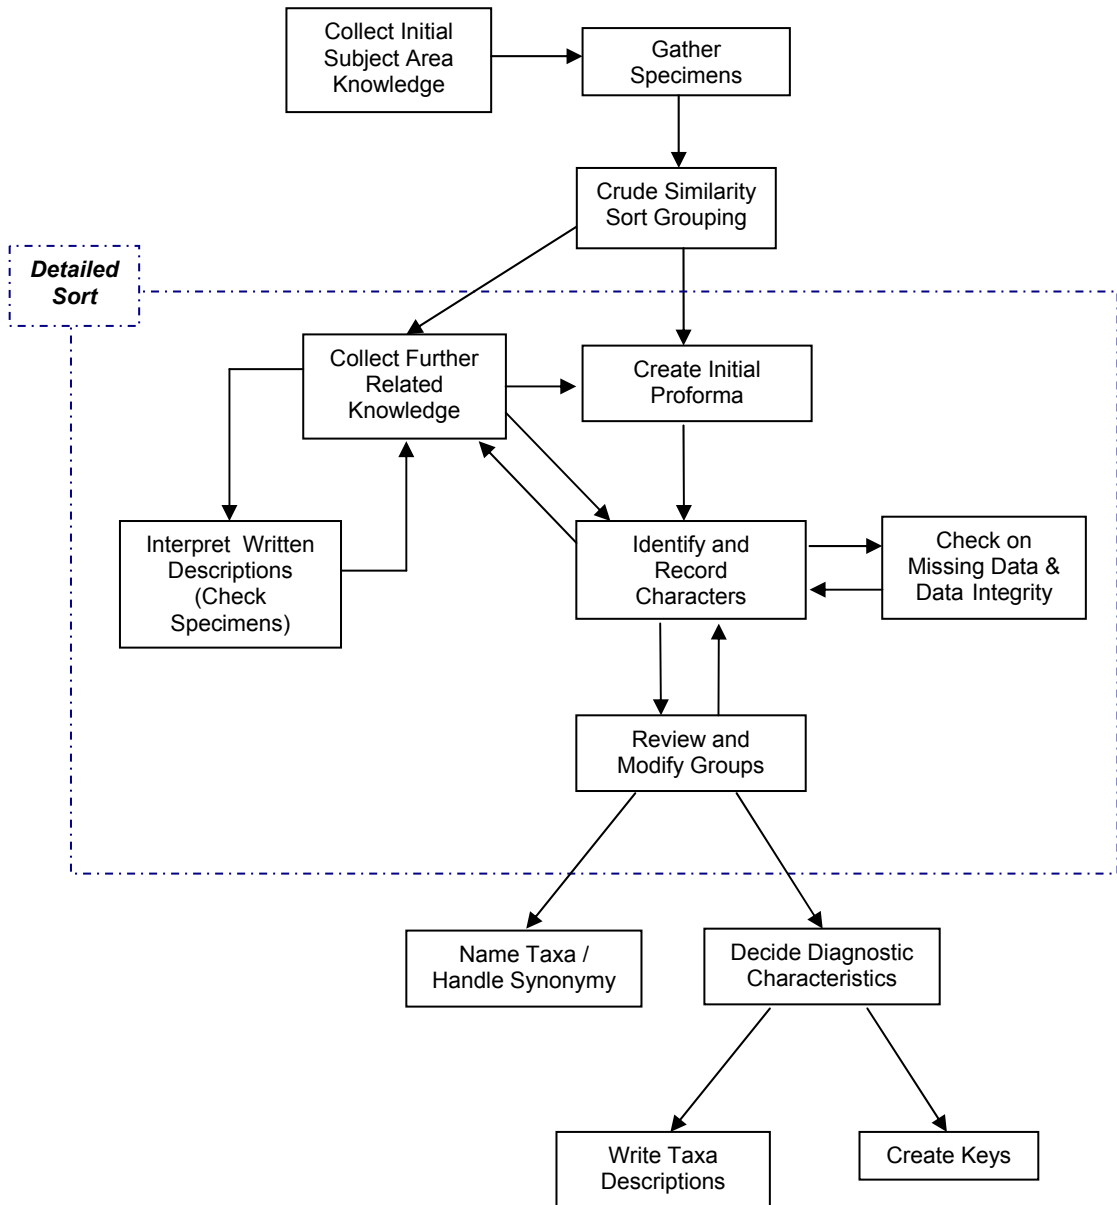 Collect Initial
Subject Area
Knowledge
Gather
Specimens
Crude Similarity
Sort Grouping
Detailed
Sort
Collect Further
Related
Knowledge
Create Initial
Proforma
Interpret Written
Descriptions
(Check
Specimens)
Identify and
Record
Characters
Check on
Missing Data &
Data Integrity
Review and
Modify Groups
Name Taxa /
Handle Synonymy
Decide Diagnostic
Characteristics
Write Taxa
Descriptions
Create Keys